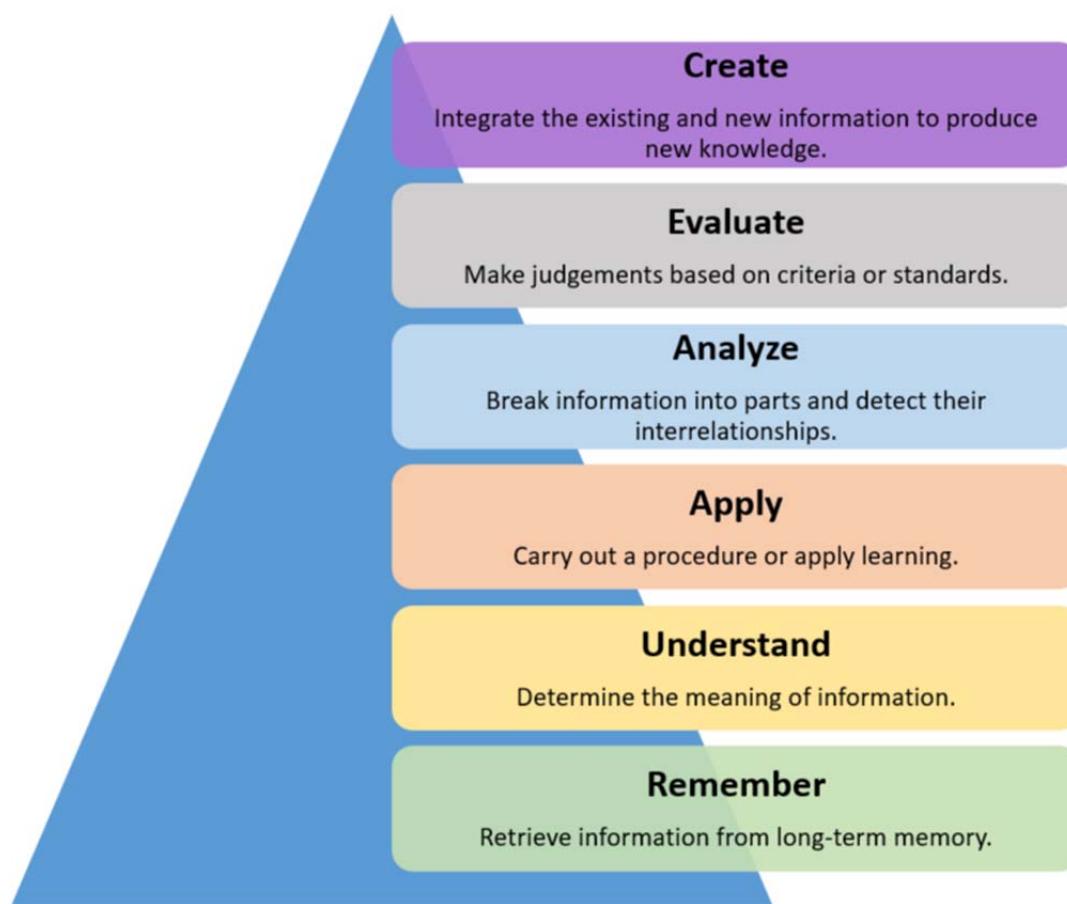 Create
Integrate the existing and new information to produce
new knowledge.
Evaluate
Make judgements based on criteria or standards.
Analyze
Break information into parts and detect their
interrelationships.
Apply
Carry out a procedure or apply learning.
Understand
Determine the meaning of information.
Remember
Retrieve information from long-term memory.